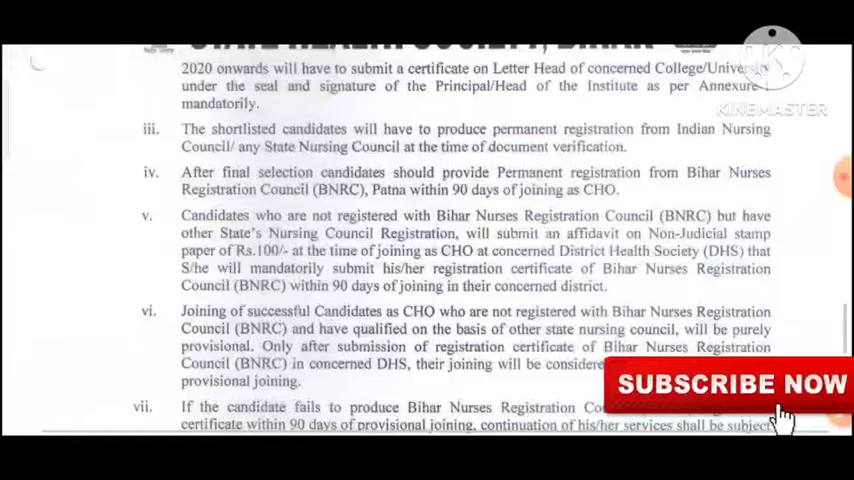 STATE HEALTH SOCIETY, BIHAR
2020 onwards will have to submit a certificate on Letter Head of concerned College/University
under the seal and signature of the Principal/Head of the Institute as per Annexure-I
mandatorily.
iii. The shortlisted candidates will have to produce permanent registration from Indian Nursing
Council/ any State Nursing Council at the time of document verification.
iv. After final selection candidates should provide Permanent registration from Bihar Nurses
Registration Council (BNRC), Patna within 90 days of joining as CHO.
v. Candidates who are not registered with Bihar Nurses Registration Council (BNRC) but have
other State's Nursing Council Registration, will submit an affidavit on Non-Judicial stamp
paper of Rs.100/- at the time of joining as CHO at concerned District Health Society (DHS) that
S/he will mandatorily submit his/her registration certificate of Bihar Nurses Registration
Council (BNRC) within 90 days of joining in their concerned district.
vi. Joining of successful Candidates as CHO who are not registered with Bihar Nurses Registration
Council (BNRC) and have qualified on the basis of other state nursing council, will be purely
provisional. Only after submission of registration certificate of Bihar Nurses Registration
Council (BNRC) in concerned DHS, their joining will be considere
provisional joining.
vii. If the candidate fails to produce Bihar Nurses Registration Co
certificate within 90 days of provisional joining, continuation of his/her services shall be subject
KINEMASTER
SUBSCRIBE NOW